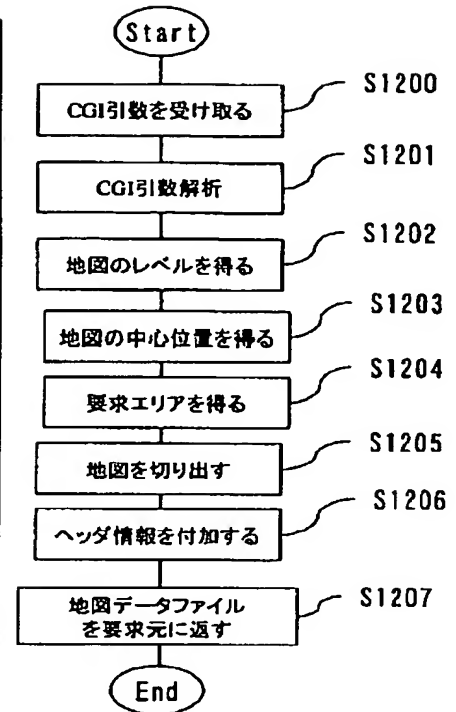 Start
CGI引数を受け取る
S1200
CGI引数解析
S1201
地図のレベルを得る
S1202
地図の中心位置を得る
S1203
要求エリアを得る
S1204
地図を切り出す
S1205
ヘッダ情報を付加する
S1206
地図データファイル
を要求元に返す
S1207
End